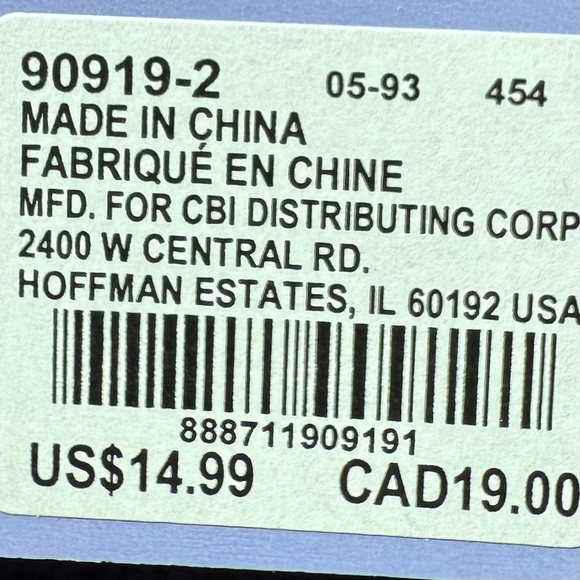 90919-2 05-93 454
MADE IN CHINA
FABRIQUÉ EN CHINE
MFD. FOR CBI DISTRIBUTING CORP
2400 W CENTRAL RD.
HOFFMAN ESTATES, IL 60192 USA
888711909191
US$14.99 CAD19.00